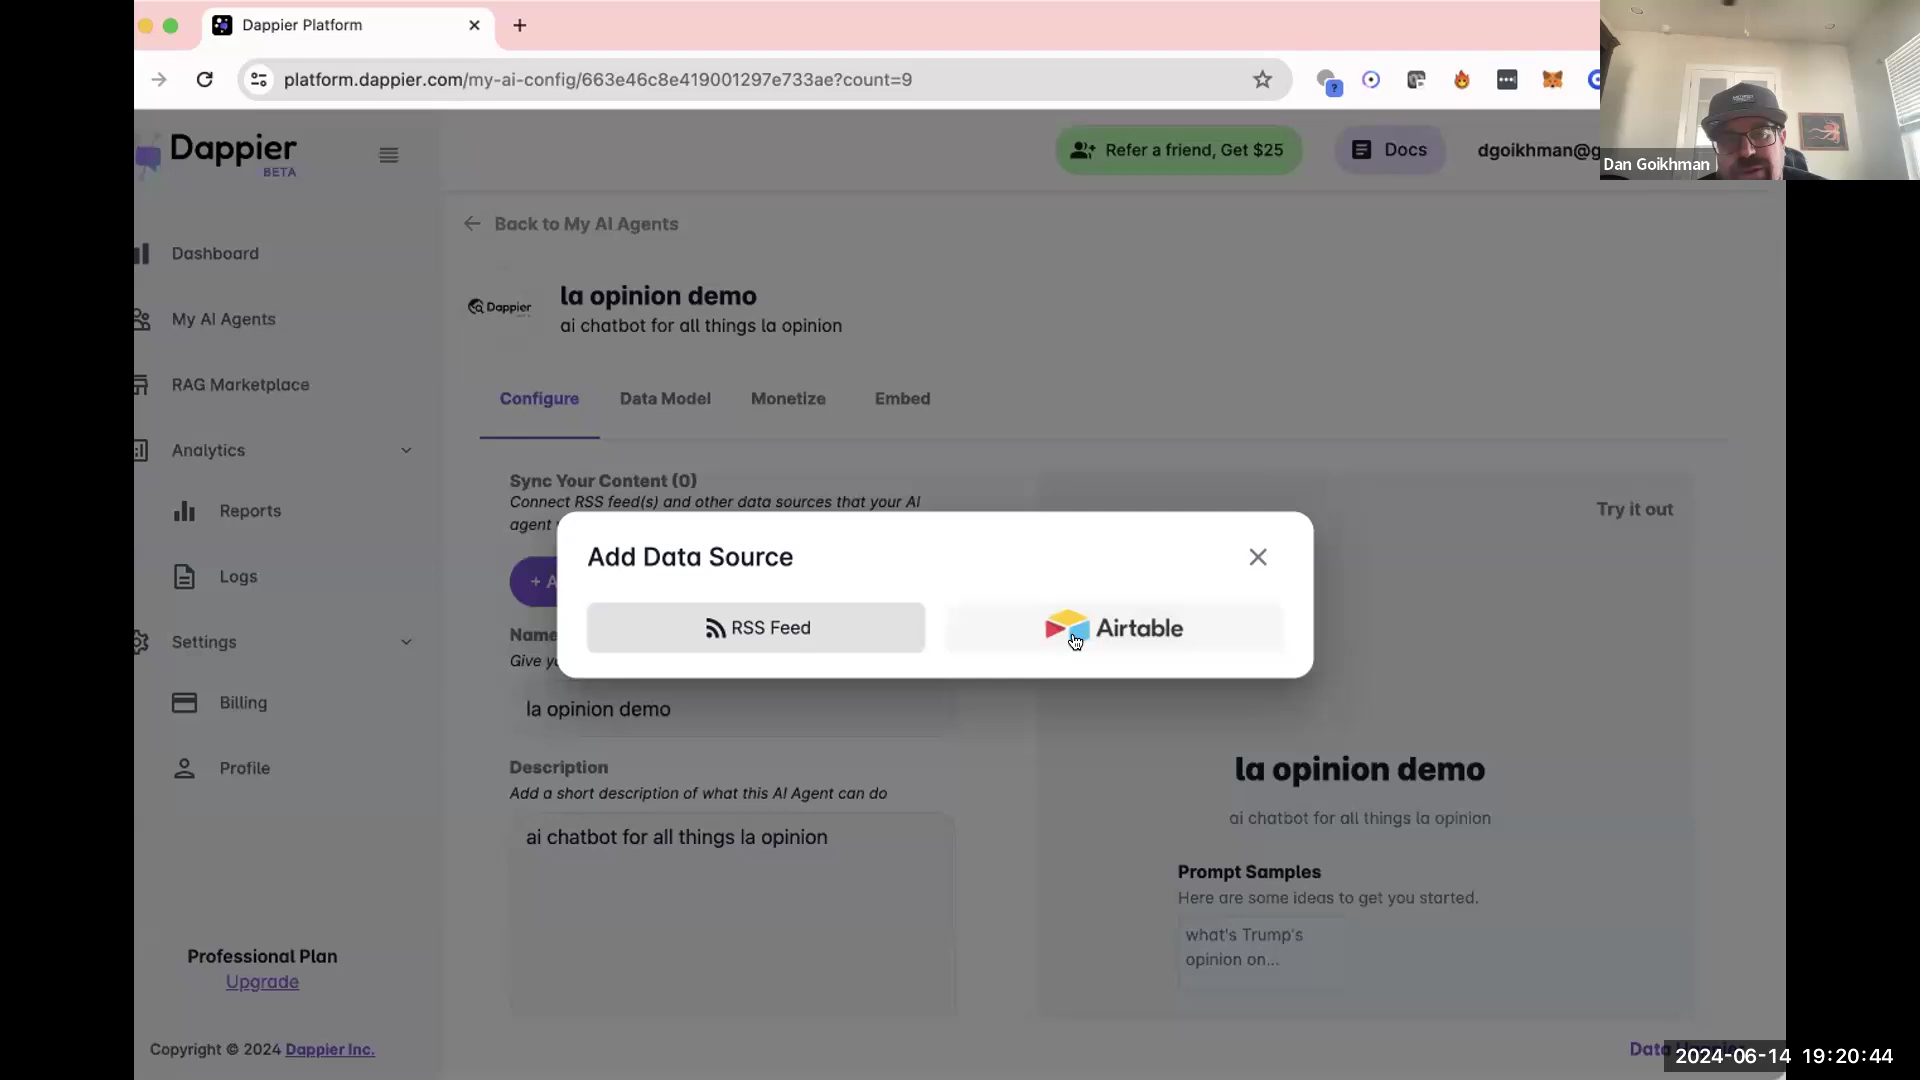 Dappier Platform
platform.dappier.com/my-ai-config/663e46c8e419001297e733ae?count=9
Dan Goikhman
Dappier
BETA
Refer a friend, Get $25
Docs
dgoikhman@g
Dashboard
My AI Agents
RAG Marketplace
Analytics
Reports
Logs
Settings
Billing
Profile
Professional Plan
Upgrade
Copyright © 2024 Dappier Inc.
Back to My AI Agents
Dappier
la opinion demo
ai chatbot for all things la opinion
Configure
Data Model
Monetize
Embed
Sync Your Content (0)
Connect RSS feed(s) and other data sources that your AI
agent
+ A
Add Data Source
RSS Feed
Airtable
Name
Give
la opinion demo
Description
Add a short description of what this AI Agent can do
ai chatbot for all things la opinion
Try it out
la opinion demo
ai chatbot for all things la opinion
Prompt Samples
Here are some ideas to get you started.
what's Trump's
opinion on...
Data
2024-06-14 19:20:44